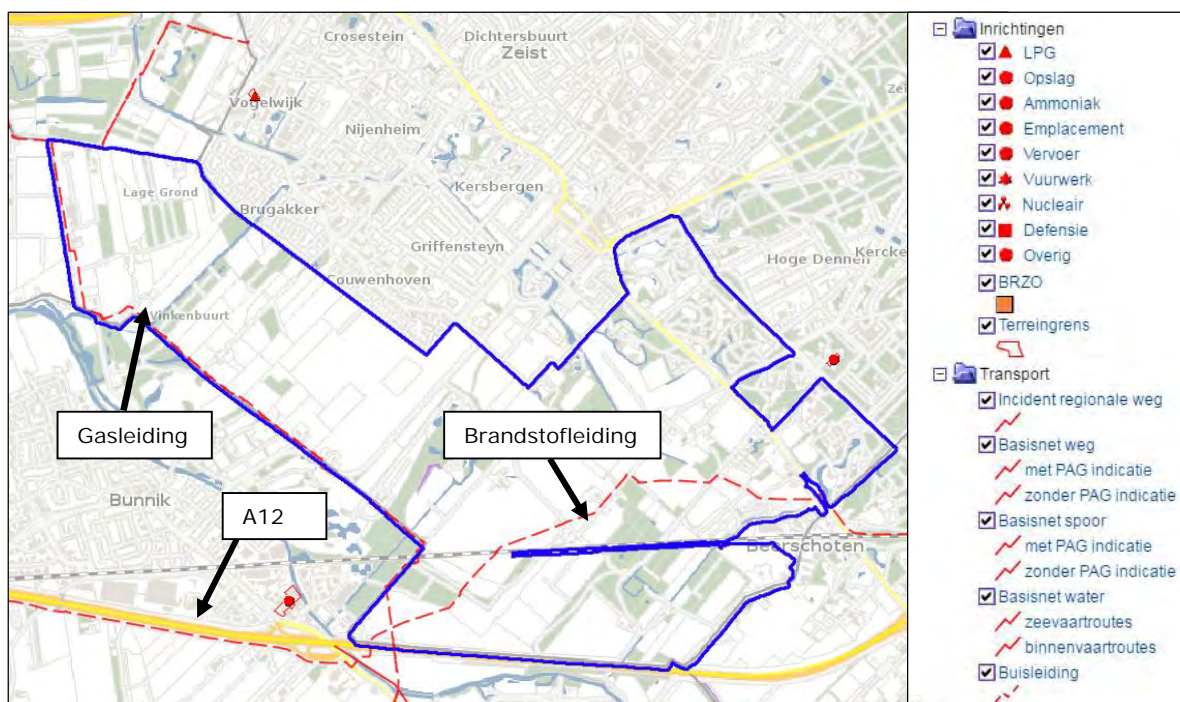 Crosestein
Dichtersbuurt
Zeist
Vogelwijk
Nijenheim
Lage Grond
Kersbergen
Brugakker
Griffensteyn
Couwenhoven
Hoge Dennen
Kercke
Vinkenbuurt
Gasleiding
Brandstofleiding
Bunnik
A12
Beerschoten
Inrichtingen
LPG
Opslag
Ammoniak
Emplacement
Vervoer
Vuurwerk
Nucleair
Defensie
Overig
BRZO
Terreingrens
Transport
Incident regionale weg
Basisnet weg
met PAG indicatie
zonder PAG indicatie
Basisnet spoor
met PAG indicatie
zonder PAG indicatie
Basisnet water
zeevaartroutes
binnenvaartroutes
Buisleiding